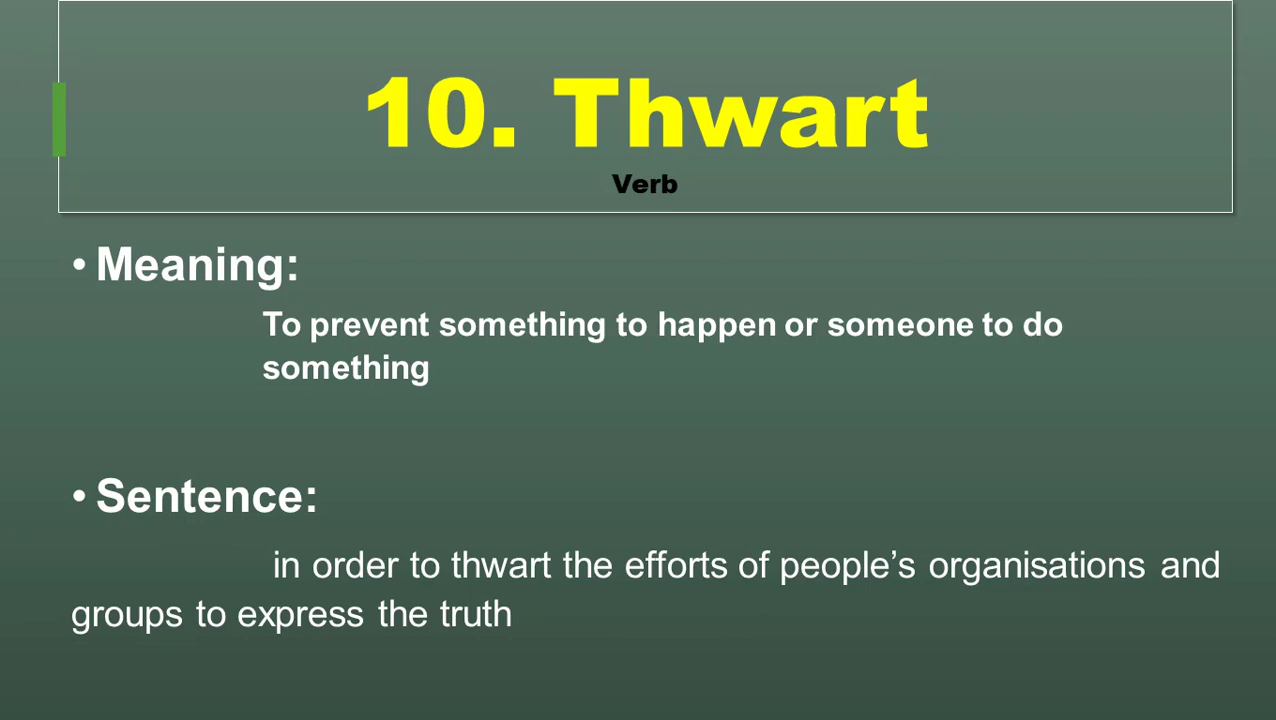 10. Thwart
Verb
• Meaning:
To prevent something to happen or someone to do
something
• Sentence:
in order to thwart the efforts of people’s organisations and
groups to express the truth